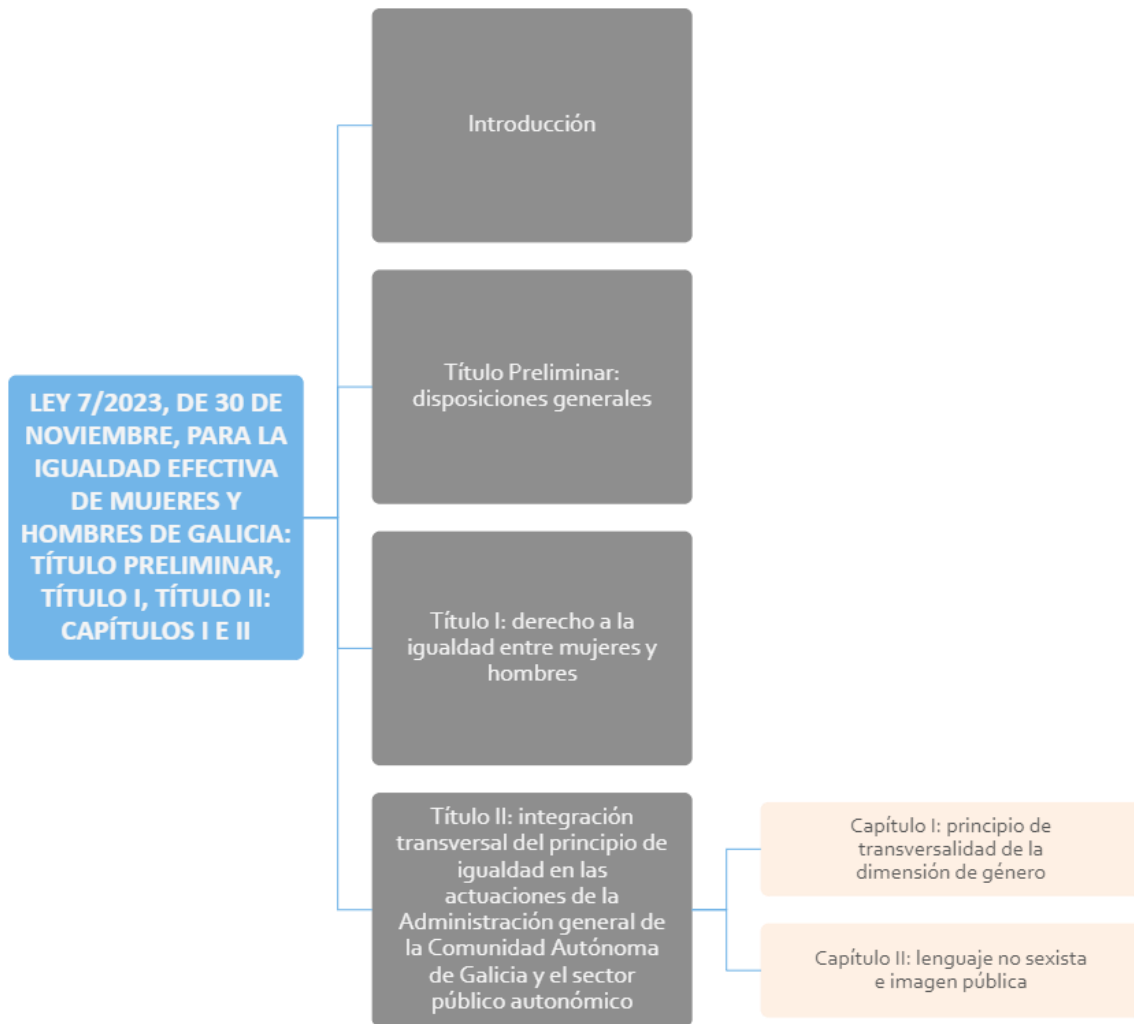 LEY 7/2023, DE 30 DE
NOVIEMBRE, PARA LA
IGUALDAD EFECTIVA
DE MUJERES Y
HOMBRES DE GALICIA:
TÍTULO PRELIMINAR,
TÍTULO I, TÍTULO II:
CAPÍTULOS I E II
Introducción
Título Preliminar:
disposiciones generales
Título I: derecho a la
igualdad entre mujeres y
hombres
Título II: integración
transversal del principio de
igualdad en las
actuaciones de la
Administración general de
la Comunidad Autónoma
de Galicia y el sector
público autonómico
Capítulo I: principio de
transversalidad de la
dimensión de género
Capítulo II: lenguaje no sexista
e imagen pública